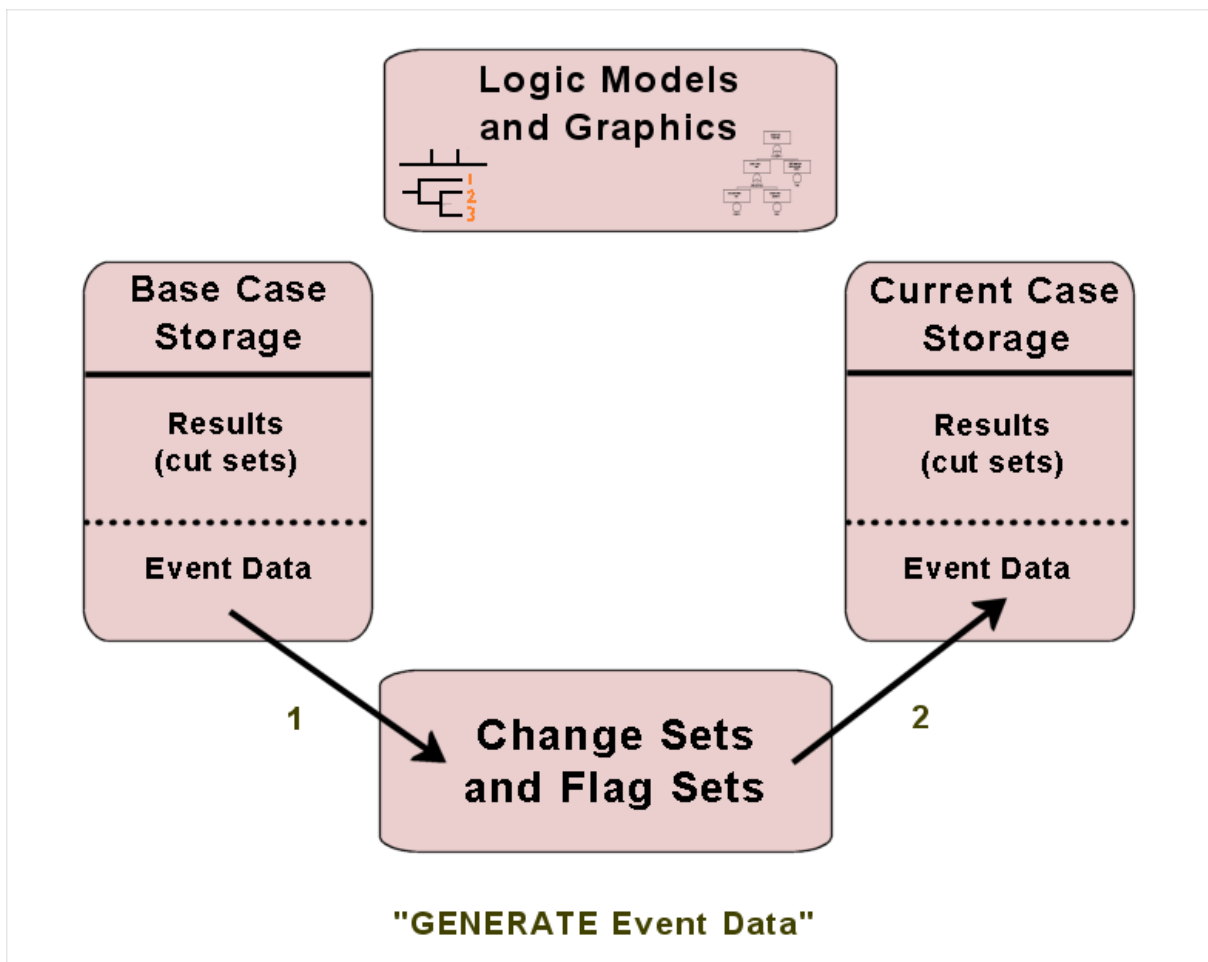 Logic Models
and Graphics
1
2
3
Base Case
Storage
Results
(cut sets)
Event Data
Current Case
Storage
Results
(cut sets)
Event Data
1
2
Change Sets
and Flag Sets
"GENERATE Event Data"